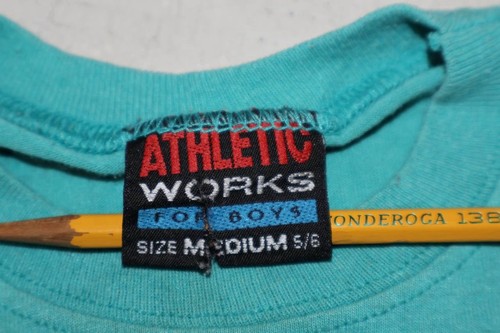 ATHLETIC
WORKS
FOR BOYS
SIZE MEDIUM 5/6
ONDEROGA 138